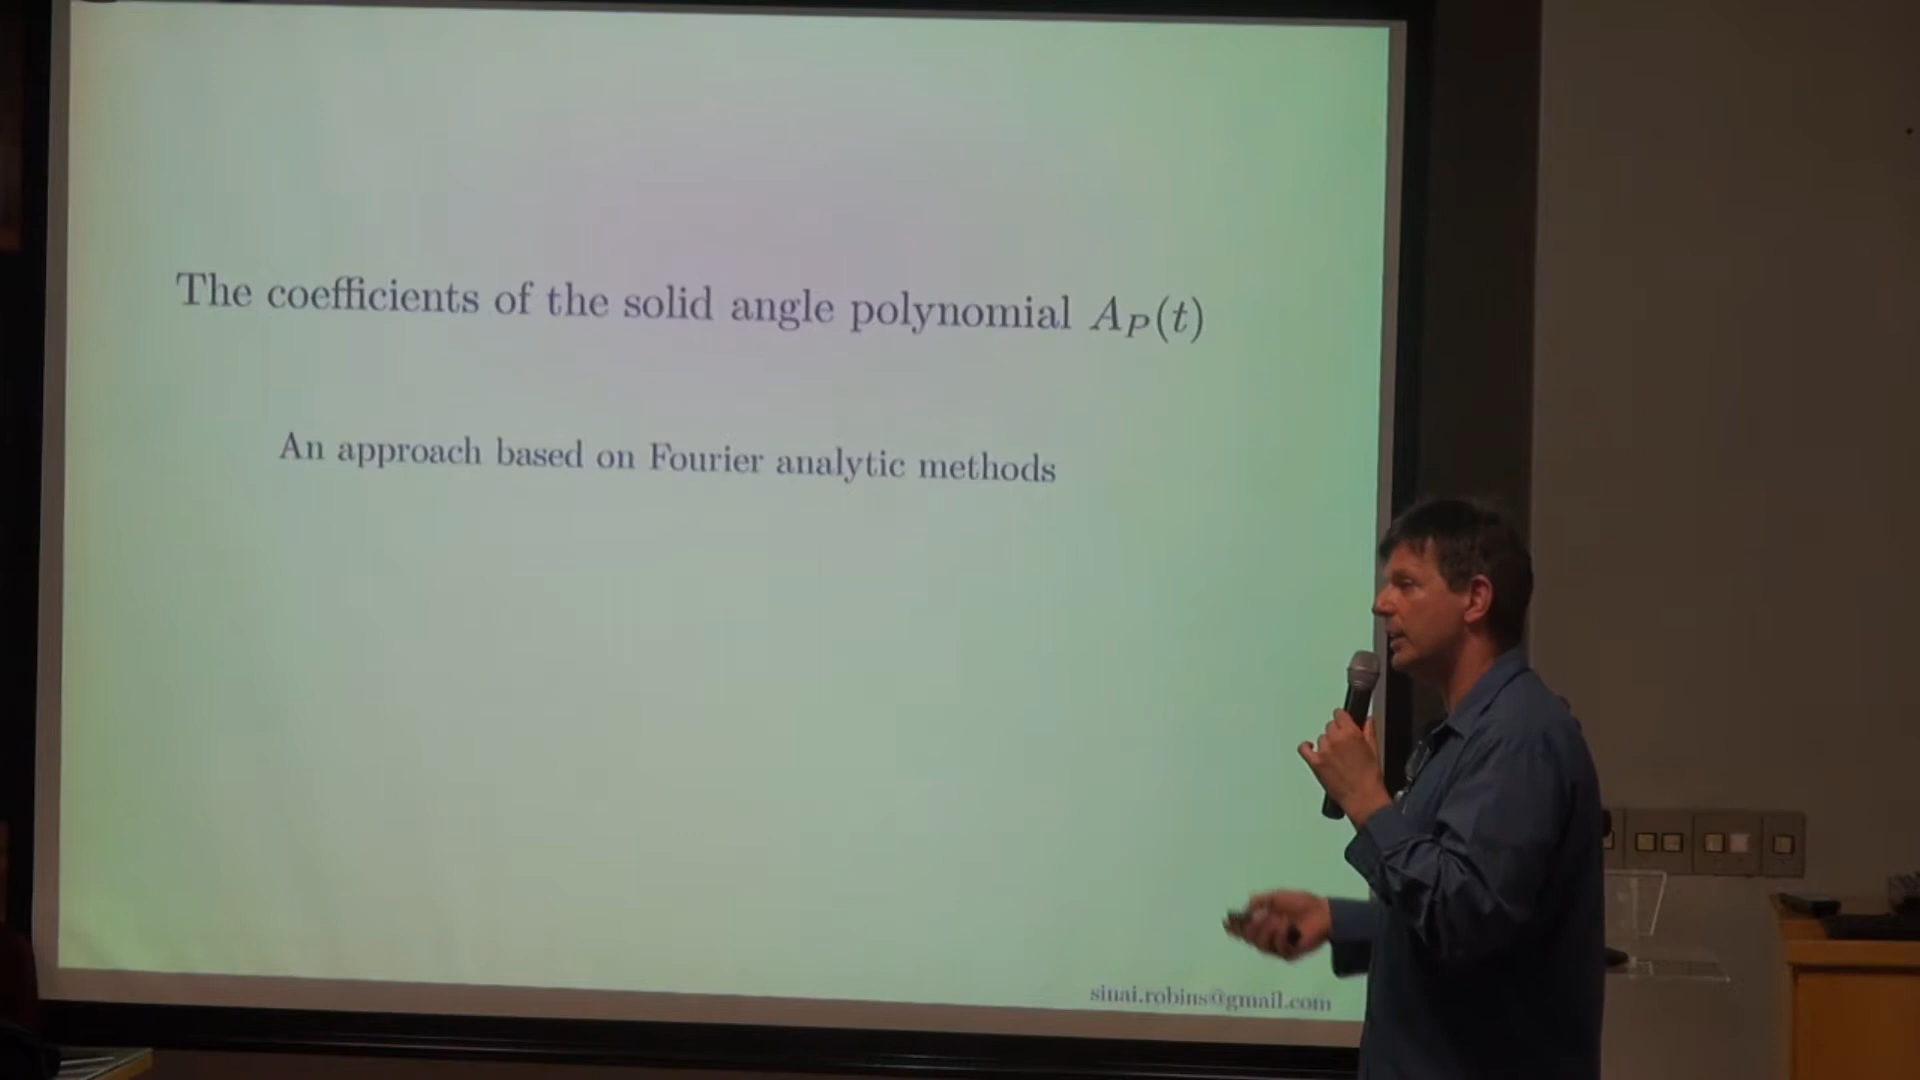 The coefficients of the solid angle polynomial A_P(t)
An approach based on Fourier analytic methods
sinai.robins@gmail.com